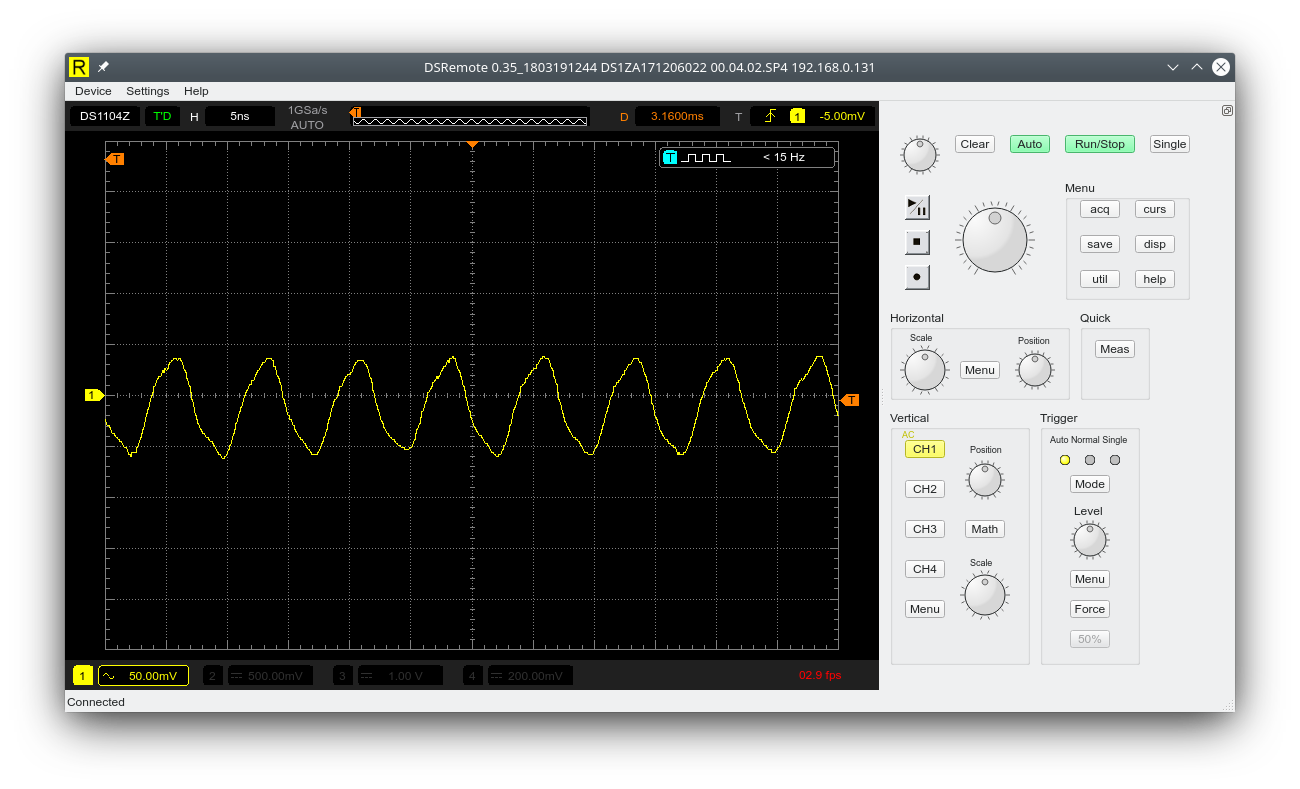 R DSRemote 0.35_1803191244 DS1ZA171206022 00.04.02.SP4 192.168.0.131
Device Settings Help
DS1104Z T'D H 5ns 1GSa/s AUTO T D 3.1600ms T 1 -5.00mV
T T < 15 Hz
1 T
1 50.00mV 2 500.00mV 3 1.00 V 4 200.00mV 02.9 fps
Clear Auto Run/Stop Single
Menu
acq curs
save disp
util help
Horizontal
Scale Menu Position
Quick
Meas
Vertical
AC
CH1 Position
CH2
CH3 Math
CH4 Scale
Menu
Trigger
Auto Normal Single
Mode
Level
Menu
Force
50%
Connected